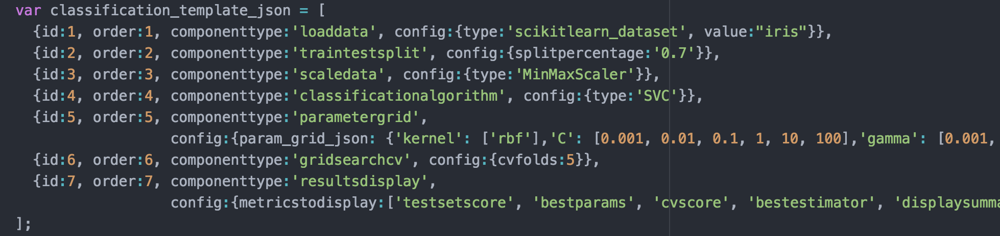 var classification_template_json = [
{id:1, order:1, componenttype:'loaddata', config:{type:'scikitlearn_dataset', value:"iris"}},
{id:2, order:2, componenttype:'traintestsplit', config:{splitpercentage:'0.7'}},
{id:3, order:3, componenttype:'scaledata', config:{type:'MinMaxScaler'}},
{id:4, order:4, componenttype:'classificationalgorithm', config:{type:'SVC'}},
{id:5, order:5, componenttype:'parametergrid',
config:{param_grid_json: {'kernel': ['rbf'],'C': [0.001, 0.01, 0.1, 1, 10, 100],'gamma': [0.001,
{id:6, order:6, componenttype:'gridsearchcv', config:{cvfolds:5}},
{id:7, order:7, componenttype:'resultsdisplay',
config:{metricstodisplay:['testsetscore', 'bestparams', 'cvscore', 'bestestimator', 'displaysumma
];